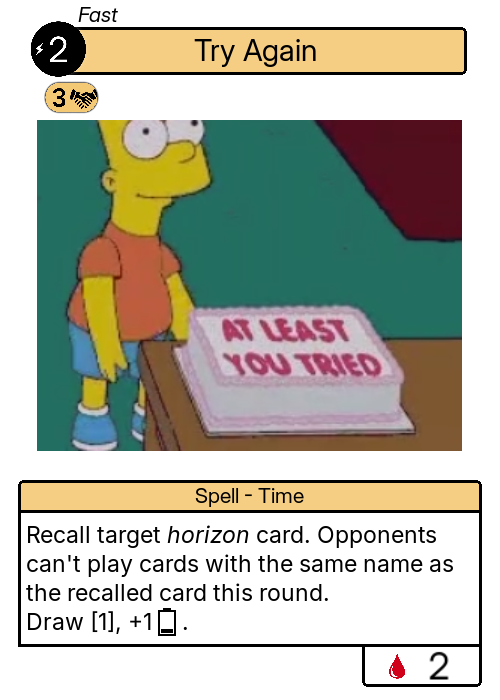 Fast
2
Try Again
3
AT LEAST
YOU TRIED
Spell - Time
Recall target horizon card. Opponents
can't play cards with the same name as
the recalled card this round.
Draw [1], +1 .
2